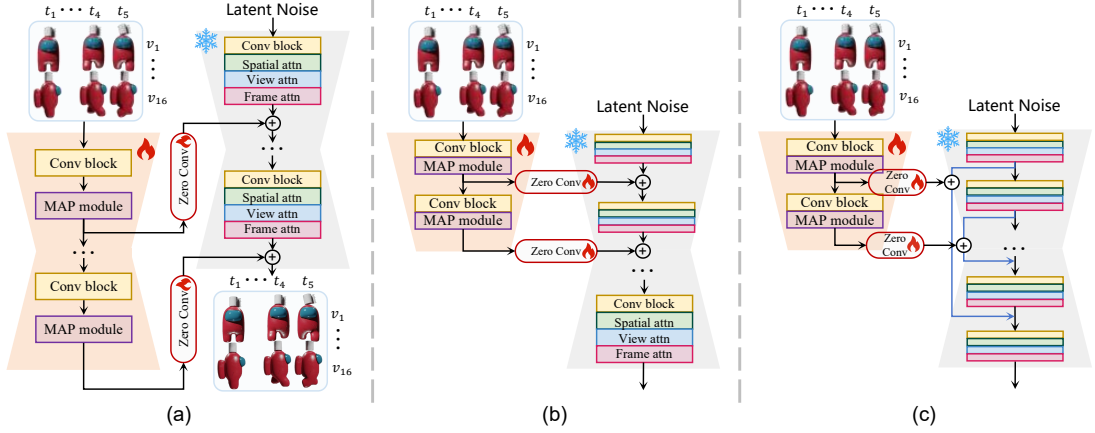 t₁ ···· t₄ t₅
v₁
v₁₆
Conv block
MAP module
Conv block
MAP module
Zero Conv
Zero Conv
Latent Noise
Conv block
Spatial attn
View attn
Frame attn
Conv block
Spatial attn
View attn
Frame attn
t₁ ···· t₄ t₅
v₁
v₁₆
(a)
t₁ ···· t₄ t₅
v₁
v₁₆
Conv block
MAP module
Conv block
MAP module
Zero Conv
Zero Conv
Latent Noise
Conv block
Spatial attn
View attn
Frame attn
(b)
t₁ ···· t₄ t₅
v₁
v₁₆
Conv block
MAP module
Conv block
MAP module
Zero
Conv
Zero
Conv
Latent Noise
(c)